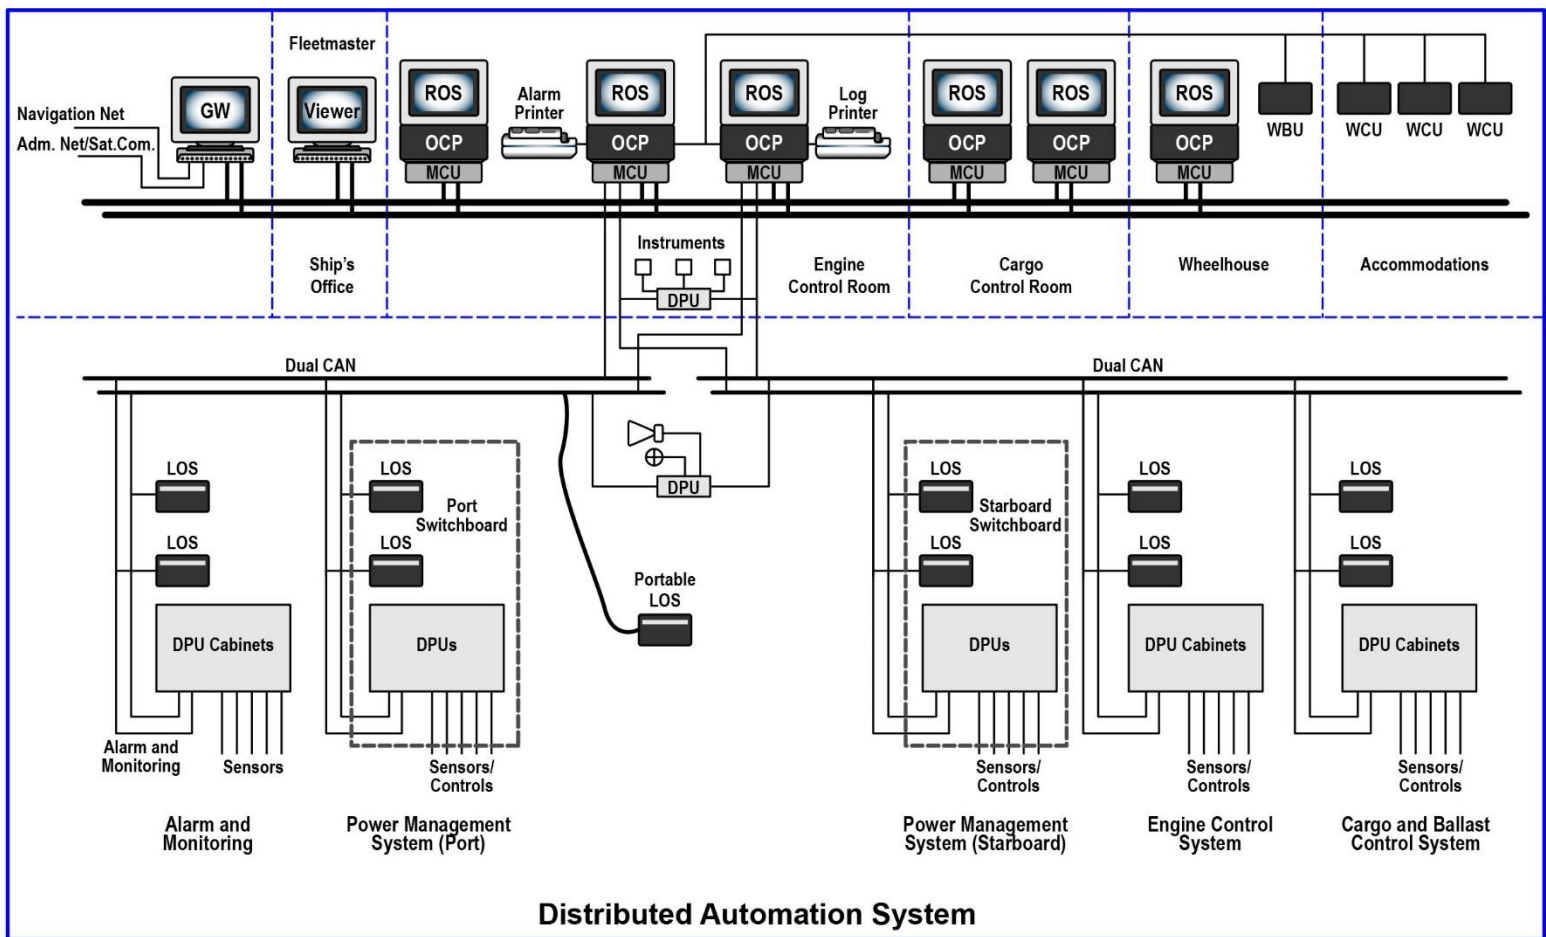 Fleetmaster
Navigation Net
Adm. Net/Sat.Com.
GW
Viewer
ROS
OCP
MCU
Alarm
Printer
ROS
OCP
MCU
ROS
OCP
MCU
Log
Printer
ROS
OCP
MCU
ROS
OCP
MCU
ROS
OCP
MCU
WBU
WCU
WCU
WCU
Ship's
Office
Instruments
DPU
Engine
Control Room
Cargo
Control Room
Wheelhouse
Accommodations
Dual CAN
Dual CAN
LOS
LOS
DPU Cabinets
Alarm and
Monitoring
Sensors
Alarm and
Monitoring
LOS
Port
Switchboard
LOS
DPUs
Sensors/
Controls
Power Management
System (Port)
DPU
Portable
LOS
LOS
Starboard
Switchboard
LOS
DPUs
Sensors/
Controls
Power Management
System (Starboard)
LOS
LOS
DPU Cabinets
Sensors/
Controls
Engine Control
System
LOS
LOS
DPU Cabinets
Sensors/
Controls
Cargo and Ballast
Control System
Distributed Automation System